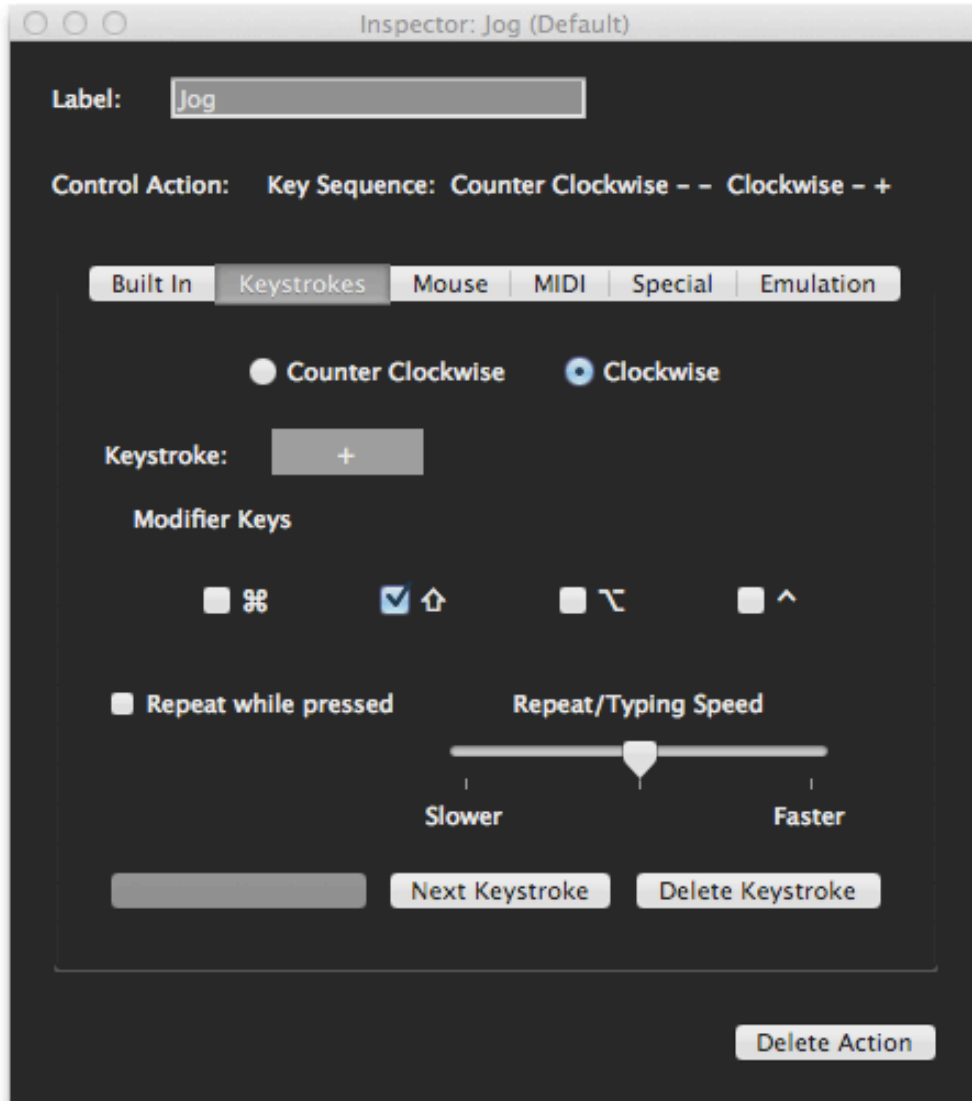 Inspector: Jog (Default)
Label: Jog
Control Action: Key Sequence: Counter Clockwise – – Clockwise – +
Built In Keystrokes Mouse MIDI Special Emulation
Counter Clockwise Clockwise
Keystroke: +
Modifier Keys
⌘ ⇧ ⌥ ^
Repeat while pressed Repeat/Typing Speed
Slower Faster
Next Keystroke Delete Keystroke
Delete Action